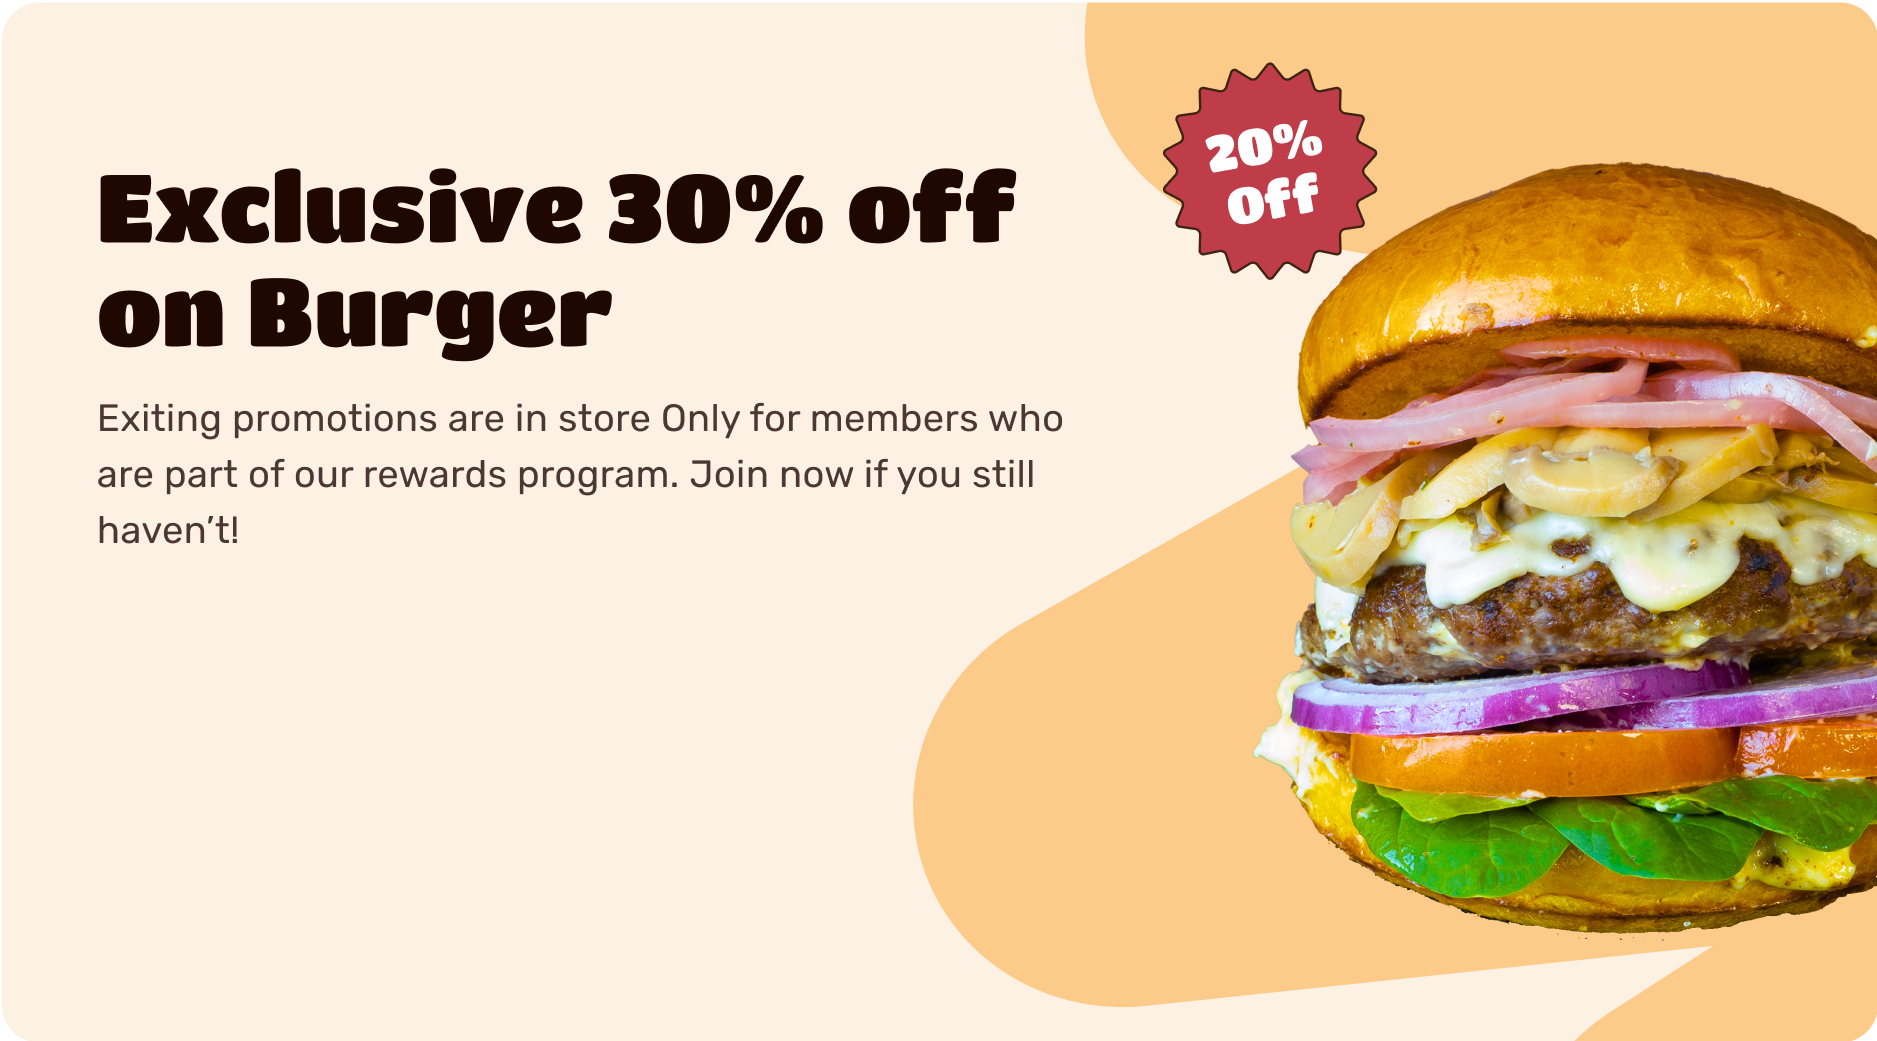 Exclusive 30% off
on Burger
Exiting promotions are in store Only for members who
are part of our rewards program. Join now if you still
haven’t!
20%
Off